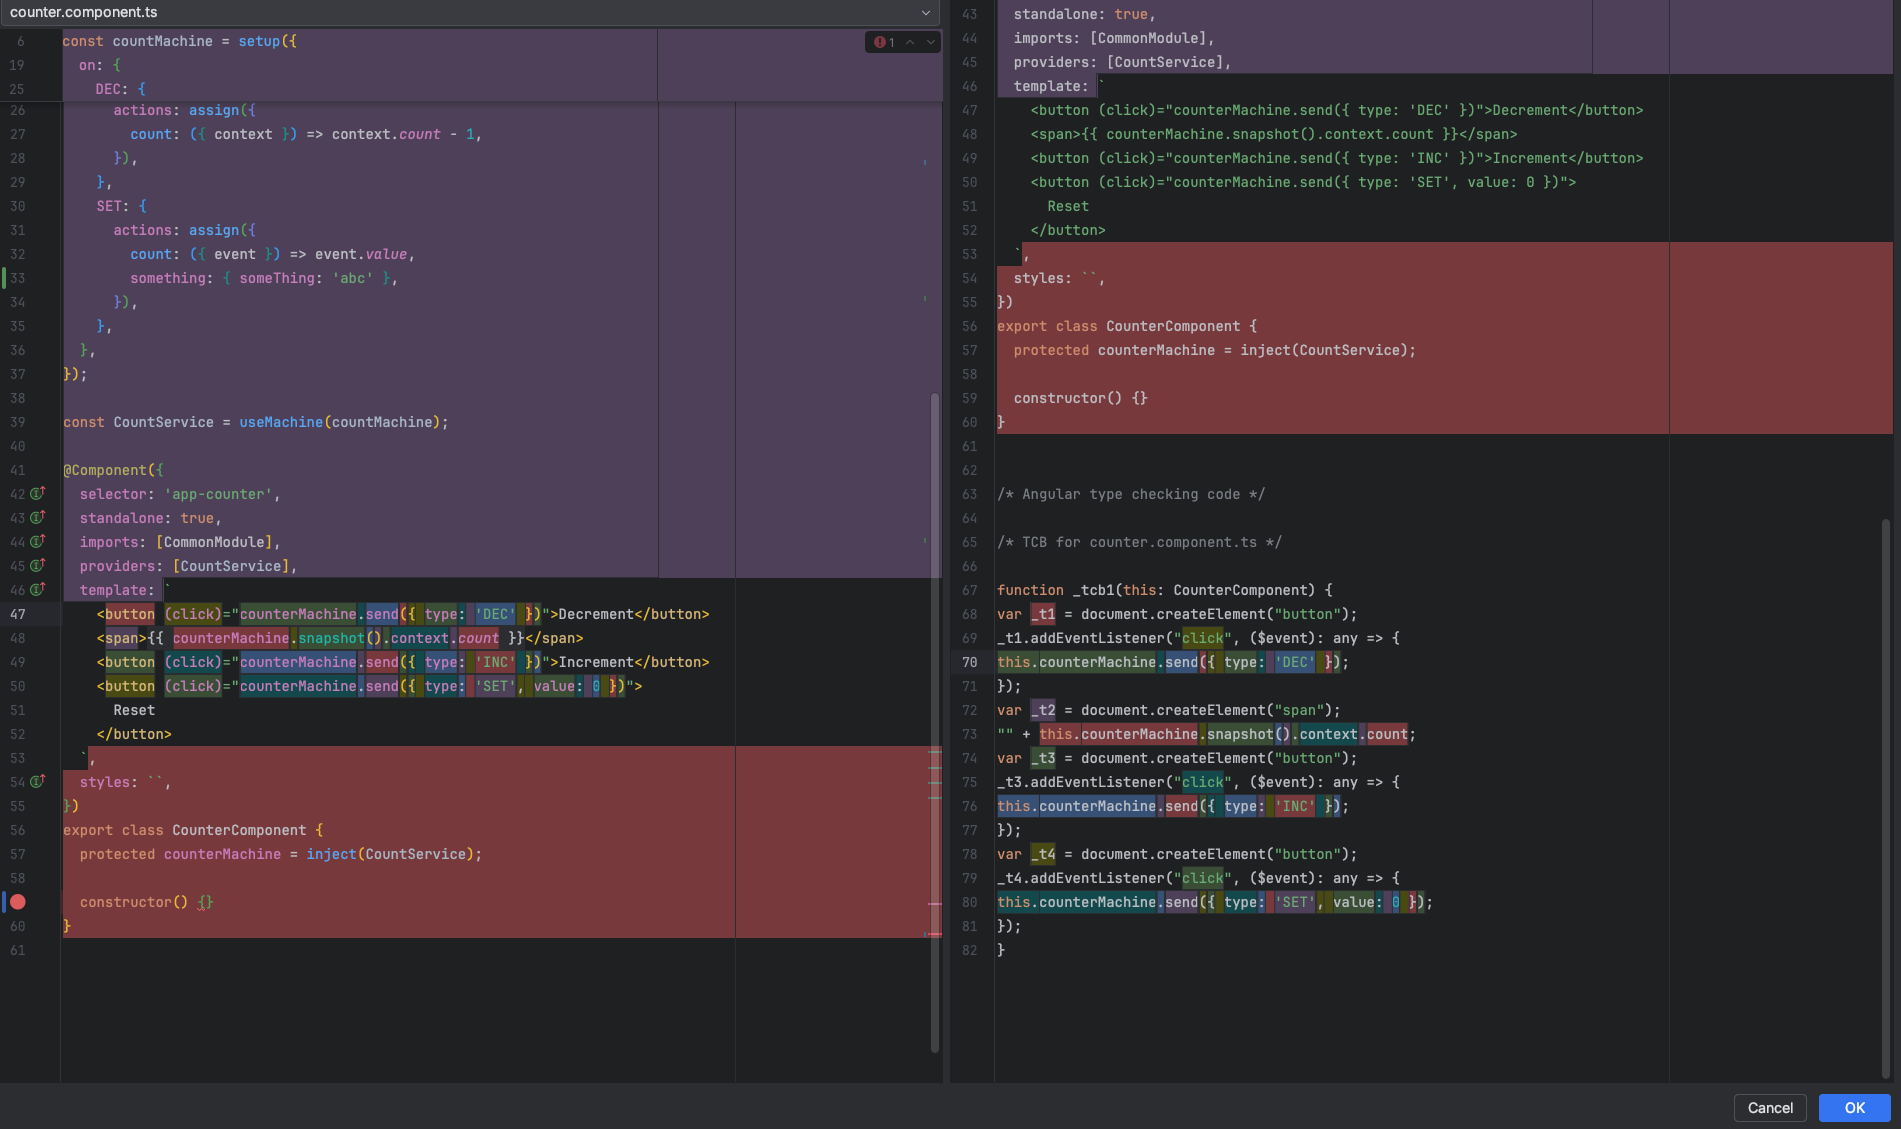 counter.component.ts
1
6 const countMachine = setup({
19 on: {
25 DEC: {
26 actions: assign({
27 count: ({ context }) => context.count - 1,
28 }),
29 },
30 SET: {
31 actions: assign({
32 count: ({ event }) => event.value,
33 something: { someThing: 'abc' },
34 }),
35 },
36 },
37 });
38
39 const CountService = useMachine(countMachine);
40
41 @Component({
42 selector: 'app-counter',
43 standalone: true,
44 imports: [CommonModule],
45 providers: [CountService],
46 template: `
47 <button (click)="counterMachine.send({ type: 'DEC' })">Decrement</button>
48 <span>{{ counterMachine.snapshot().context.count }}</span>
49 <button (click)="counterMachine.send({ type: 'INC' })">Increment</button>
50 <button (click)="counterMachine.send({ type: 'SET', value: 0 })">
51 Reset
52 </button>
53 `,
54 styles: ``,
55 })
56 export class CounterComponent {
57 protected counterMachine = inject(CountService);
58
constructor() {}
60 }
61
43 standalone: true,
44 imports: [CommonModule],
45 providers: [CountService],
46 template: `
47 <button (click)="counterMachine.send({ type: 'DEC' })">Decrement</button>
48 <span>{{ counterMachine.snapshot().context.count }}</span>
49 <button (click)="counterMachine.send({ type: 'INC' })">Increment</button>
50 <button (click)="counterMachine.send({ type: 'SET', value: 0 })">
51 Reset
52 </button>
53 `,
54 styles: ``,
55 })
56 export class CounterComponent {
57 protected counterMachine = inject(CountService);
58
59 constructor() {}
60 }
61
62
63 /* Angular type checking code */
64
65 /* TCB for counter.component.ts */
66
67 function _tcb1(this: CounterComponent) {
68 var _t1 = document.createElement("button");
69 _t1.addEventListener("click", ($event): any => {
70 this.counterMachine.send({ type: 'DEC' });
71 });
72 var _t2 = document.createElement("span");
73 "" + this.counterMachine.snapshot().context.count;
74 var _t3 = document.createElement("button");
75 _t3.addEventListener("click", ($event): any => {
76 this.counterMachine.send({ type: 'INC' });
77 });
78 var _t4 = document.createElement("button");
79 _t4.addEventListener("click", ($event): any => {
80 this.counterMachine.send({ type: 'SET', value: 0 });
81 });
82 }
Cancel
OK